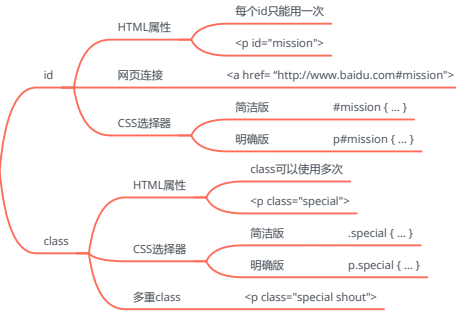 每个id只能用一次
HTML属性
<p id="mission">
id
网页连接
<a href= “http://www.baidu.com#mission">
简洁版 #mission { ... }
CSS选择器
明确版 p#mission { ... }
class可以使用多次
HTML属性
<p class="special">
class
简洁版 .special { ... }
CSS选择器
明确版 p.special { ... }
多重class <p class="special shout">